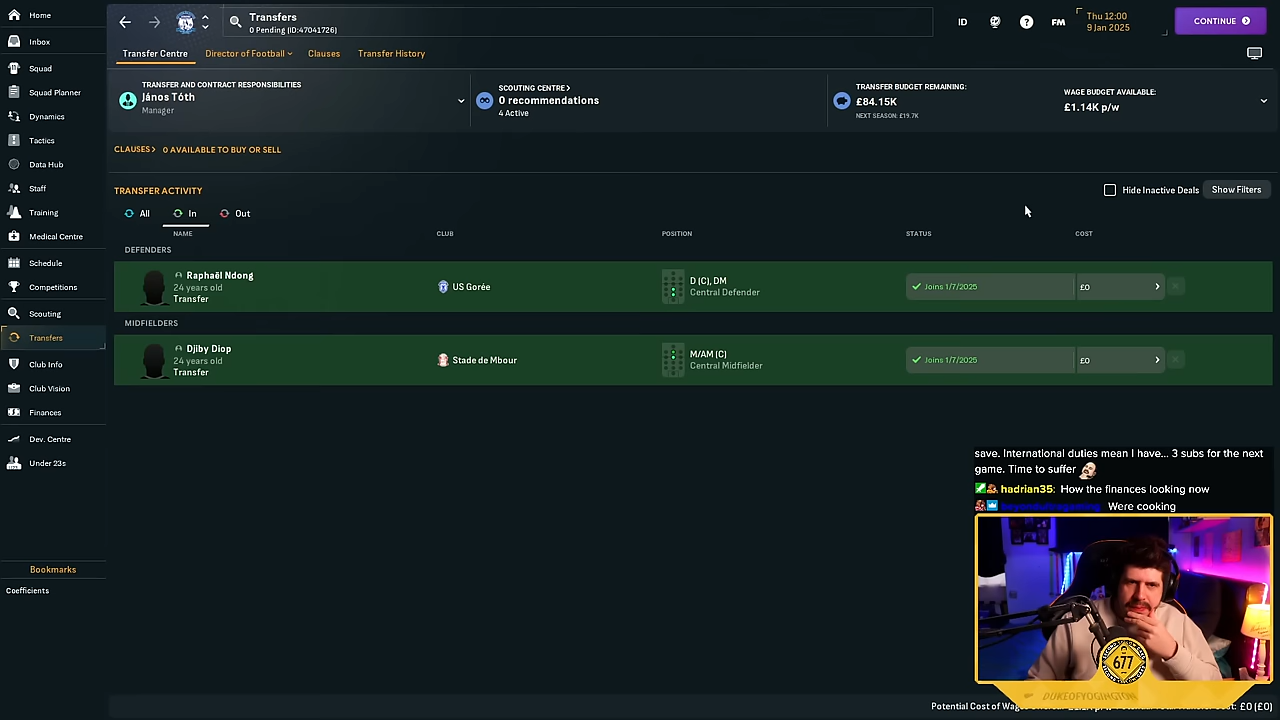 Home
Inbox
Squad
Squad Planner
Dynamics
Tactics
Data Hub
Staff
Training
Medical Centre
Schedule
Competitions
Scouting
Transfers
Club Info
Club Vision
Finances
Dev. Centre
Under 23s
Bookmarks
Coefficients
Transfers
0 Pending (ID:47041726)
ID
FM
Thu 12:00
9 Jan 2025
CONTINUE
Transfer Centre
Director of Football
Clauses
Transfer History
TRANSFER AND CONTRACT RESPONSIBILITIES
János Tóth
Manager
SCOUTING CENTRE >
0 recommendations
4 Active
TRANSFER BUDGET REMAINING:
£84.15K
NEXT SEASON: £19.7K
WAGE BUDGET AVAILABLE:
£1.14K p/w
CLAUSES > 0 AVAILABLE TO BUY OR SELL
TRANSFER ACTIVITY
Hide Inactive Deals
Show Filters
All
In
Out
NAME CLUB POSITION STATUS COST
DEFENDERS
Raphaël Ndong
24 years old
Transfer
US Gorée
D (C), DM
Central Defender
Joins 1/7/2025
£0
MIDFIELDERS
Djiby Diop
24 years old
Transfer
Stade de Mbour
M/AM (C)
Central Midfielder
Joins 1/7/2025
£0
save. International duties mean I have... 3 subs for the next
game. Time to suffer
hadrian35: How the finances looking now
Were cooking
677
DUKEOFYOGINGTON
Potential Cost of Wages
£0 (£0)